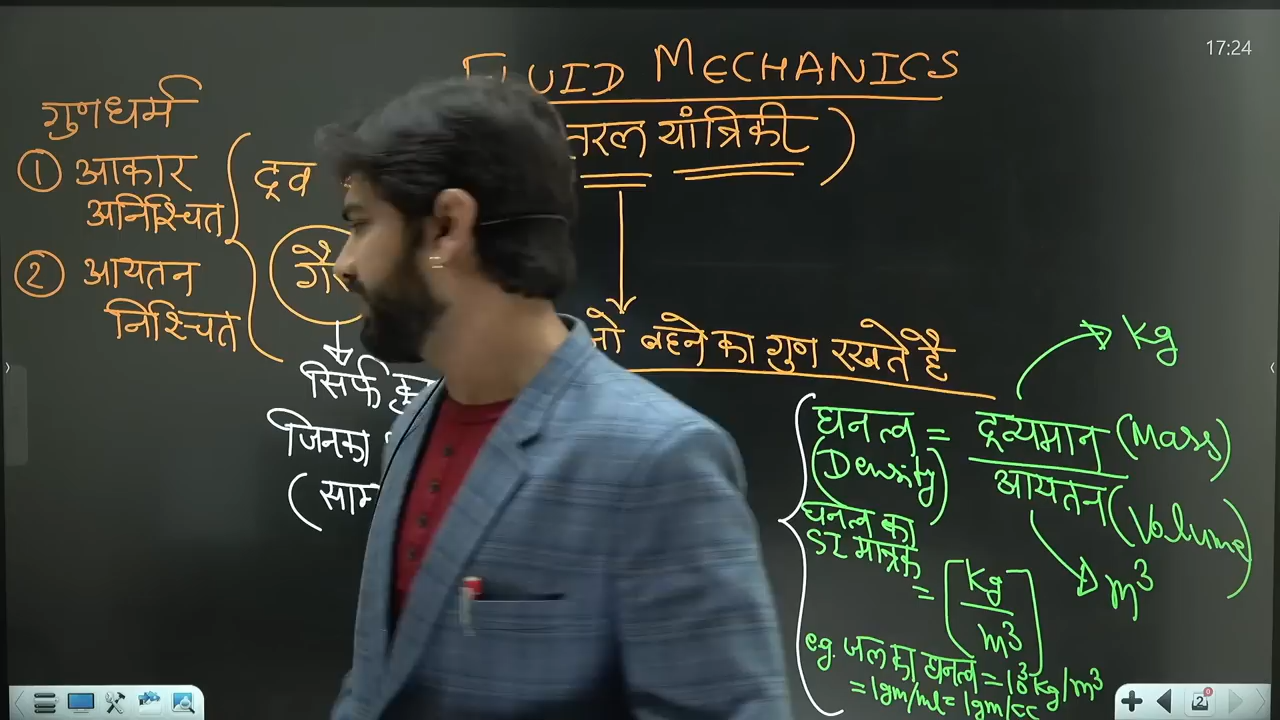 17:24
FLUID MECHANICS
तरल यांत्रिकी )
गुणधर्म
① आकार
अनिश्चित
② आयतन
निश्चित
द्रव
जो बहने का गुण रखते है
सिर्फ
जिनका
(
घनत्व = द्रव्यमान (Mass)
(Density) आयतन (Volume)
Kg
m³
घनत्व का
SI मात्रक
= [Kg/m³]
e.g. जल का घनत्व = 10³ kg/m³
= 1gm/ml = 1gm/cc
2